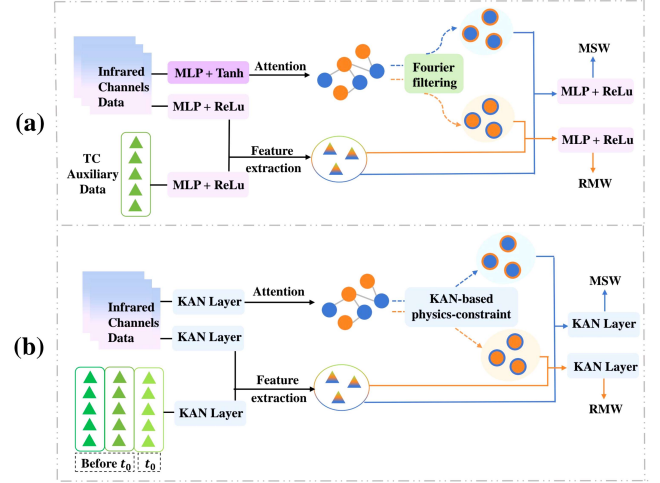 (a)
Infrared
Channels
Data
MLP + Tanh
Attention
MLP + ReLu
Fourier
filtering
MSW
MLP + ReLu
MLP + ReLu
RMW
TC
Auxiliary
Data
MLP + ReLu
Feature
extraction
(b)
Infrared
Channels
Data
KAN Layer
Attention
KAN Layer
KAN-based
physics-constraint
MSW
KAN Layer
KAN Layer
RMW
KAN Layer
Feature
extraction
Before t₀
t₀